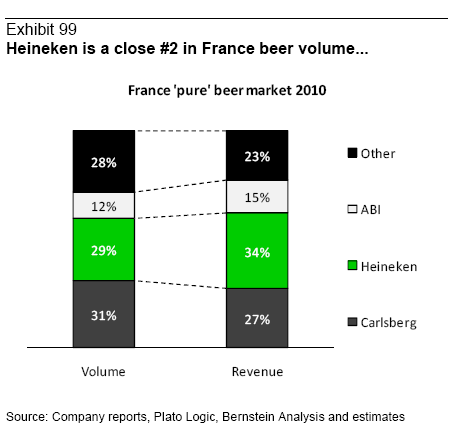 Exhibit 99
Heineken is a close #2 in France beer volume...
France 'pure' beer market 2010
28%
23%
Other
12%
15%
ABI
29%
34%
Heineken
31%
27%
Carlsberg
Volume
Revenue
Source: Company reports, Plato Logic, Bernstein Analysis and estimates